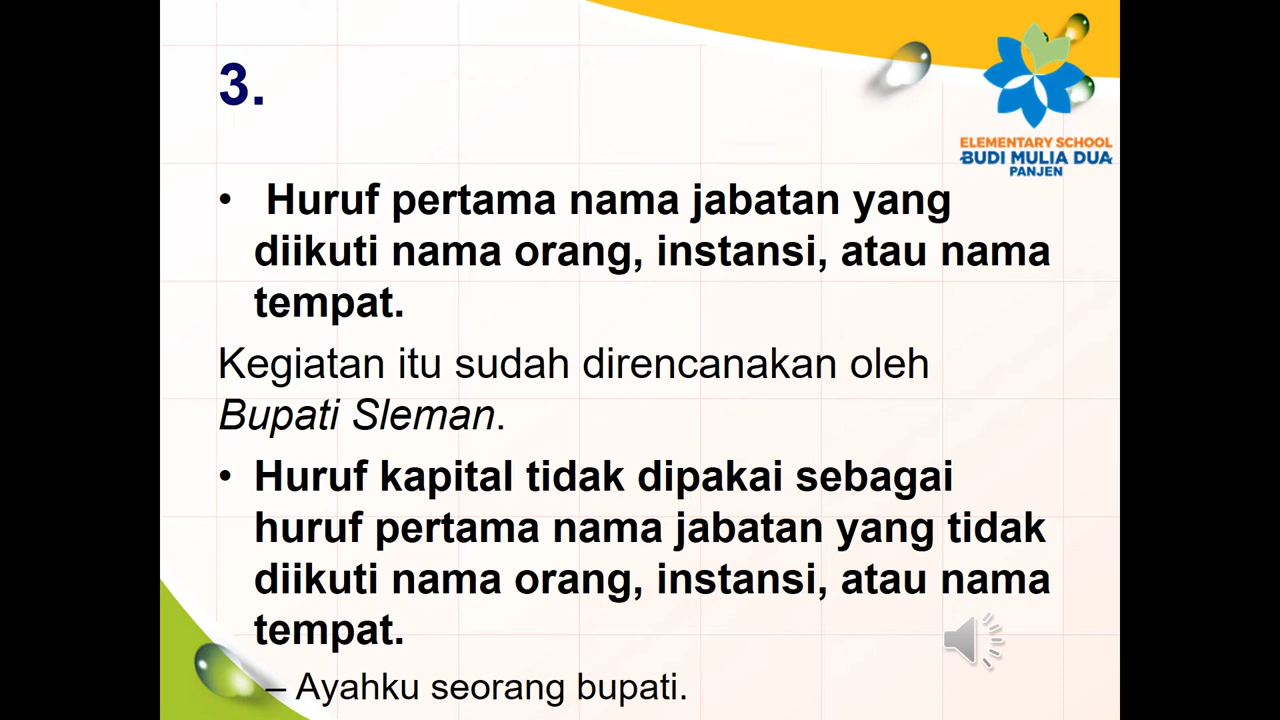 3.
ELEMENTARY SCHOOL
BUDI MULIA DUA
PANJEN
• Huruf pertama nama jabatan yang
diikuti nama orang, instansi, atau nama
tempat.
Kegiatan itu sudah direncanakan oleh
Bupati Sleman.
• Huruf kapital tidak dipakai sebagai
huruf pertama nama jabatan yang tidak
diikuti nama orang, instansi, atau nama
tempat.
– Ayahku seorang bupati.